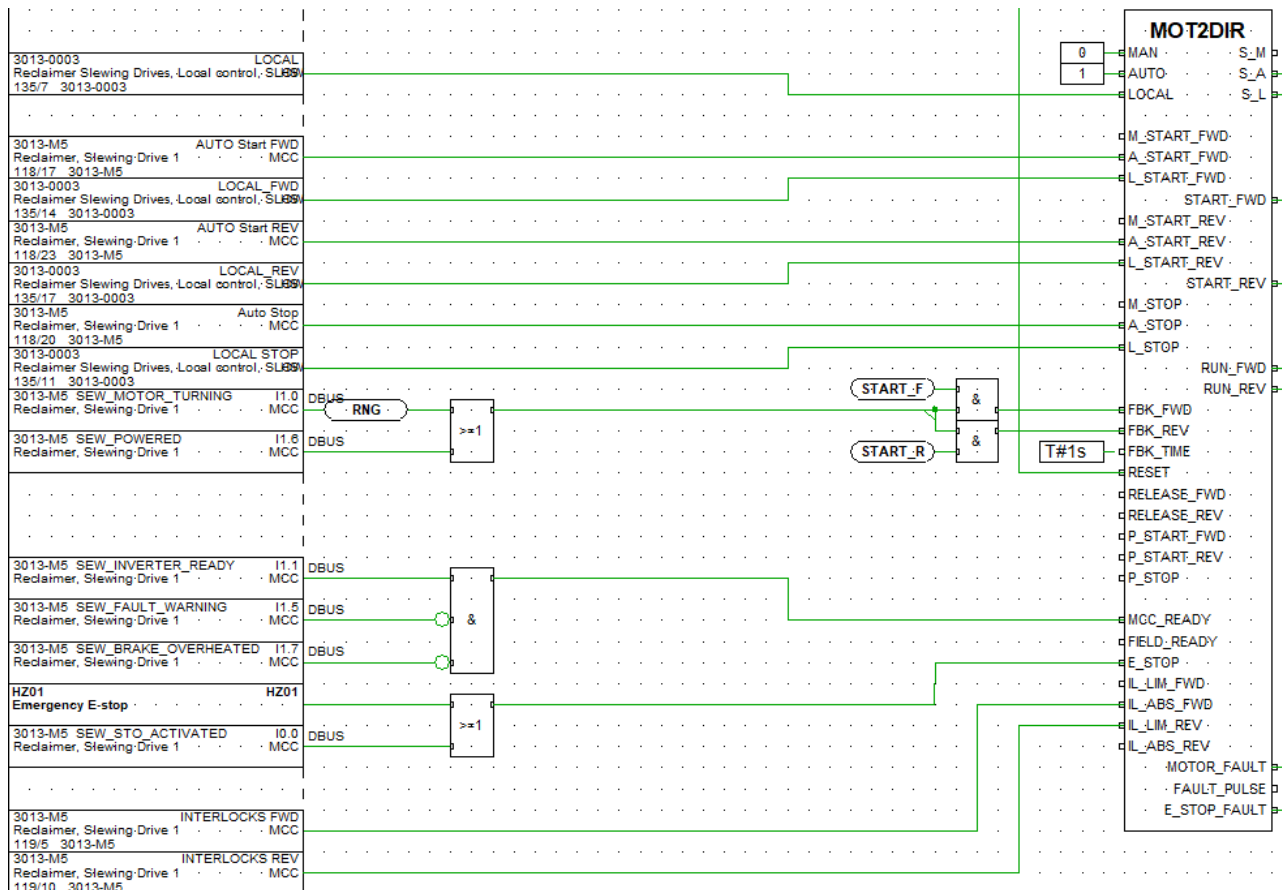 3013-0003 LOCAL
Reclaimer Slewing Drives, Local control,
135/7 3013-0003
3013-M5 AUTO Start FWD
Reclaimer, Slewing Drive 1 MCC
118/17 3013-M5
3013-0003 LOCAL_FWD
Reclaimer Slewing Drives, Local control,
135/14 3013-0003
3013-M5 AUTO Start REV
Reclaimer, Slewing Drive 1 MCC
118/23 3013-M5
3013-0003 LOCAL_REV
Reclaimer Slewing Drives, Local control,
135/17 3013-0003
3013-M5 Auto Stop
Reclaimer, Slewing Drive 1 MCC
118/20 3013-M5
3013-0003 LOCAL STOP
Reclaimer Slewing Drives, Local control,
135/11 3013-0003
3013-M5 SEW_MOTOR_TURNING I1.0 DBUS
Reclaimer, Slewing Drive 1 MCC
RNG
3013-M5 SEW_POWERED I1.6 DBUS
Reclaimer, Slewing Drive 1 MCC
>=1
START_F
&
&
START_R
T#1s
3013-M5 SEW_INVERTER_READY I1.1 DBUS
Reclaimer, Slewing Drive 1 MCC
3013-M5 SEW_FAULT_WARNING I1.5 DBUS
Reclaimer, Slewing Drive 1 MCC
&
3013-M5 SEW_BRAKE_OVERHEATED I1.7 DBUS
Reclaimer, Slewing Drive 1 MCC
HZ01 HZ01
Emergency E-stop
>=1
3013-M5 SEW_STO_ACTIVATED I0.0 DBUS
Reclaimer, Slewing Drive 1 MCC
3013-M5 INTERLOCKS FWD
Reclaimer, Slewing Drive 1 MCC
119/5 3013-M5
3013-M5 INTERLOCKS REV
Reclaimer, Slewing Drive 1 MCC
119/10 3013-M5
MOT2DIR
0 MAN S_M
1 AUTO S_A
LOCAL S_L
M_START_FWD
A_START_FWD
L_START_FWD
START_FWD
M_START_REV
A_START_REV
L_START_REV
START_REV
M_STOP
A_STOP
L_STOP
RUN_FWD
RUN_REV
FBK_FWD
FBK_REV
FBK_TIME
RESET
RELEASE_FWD
RELEASE_REV
P_START_FWD
P_START_REV
P_STOP
MCC_READY
FIELD_READY
E_STOP
IL_LIM_FWD
IL_ABS_FWD
IL_LIM_REV
IL_ABS_REV
MOTOR_FAULT
FAULT_PULSE
E_STOP_FAULT